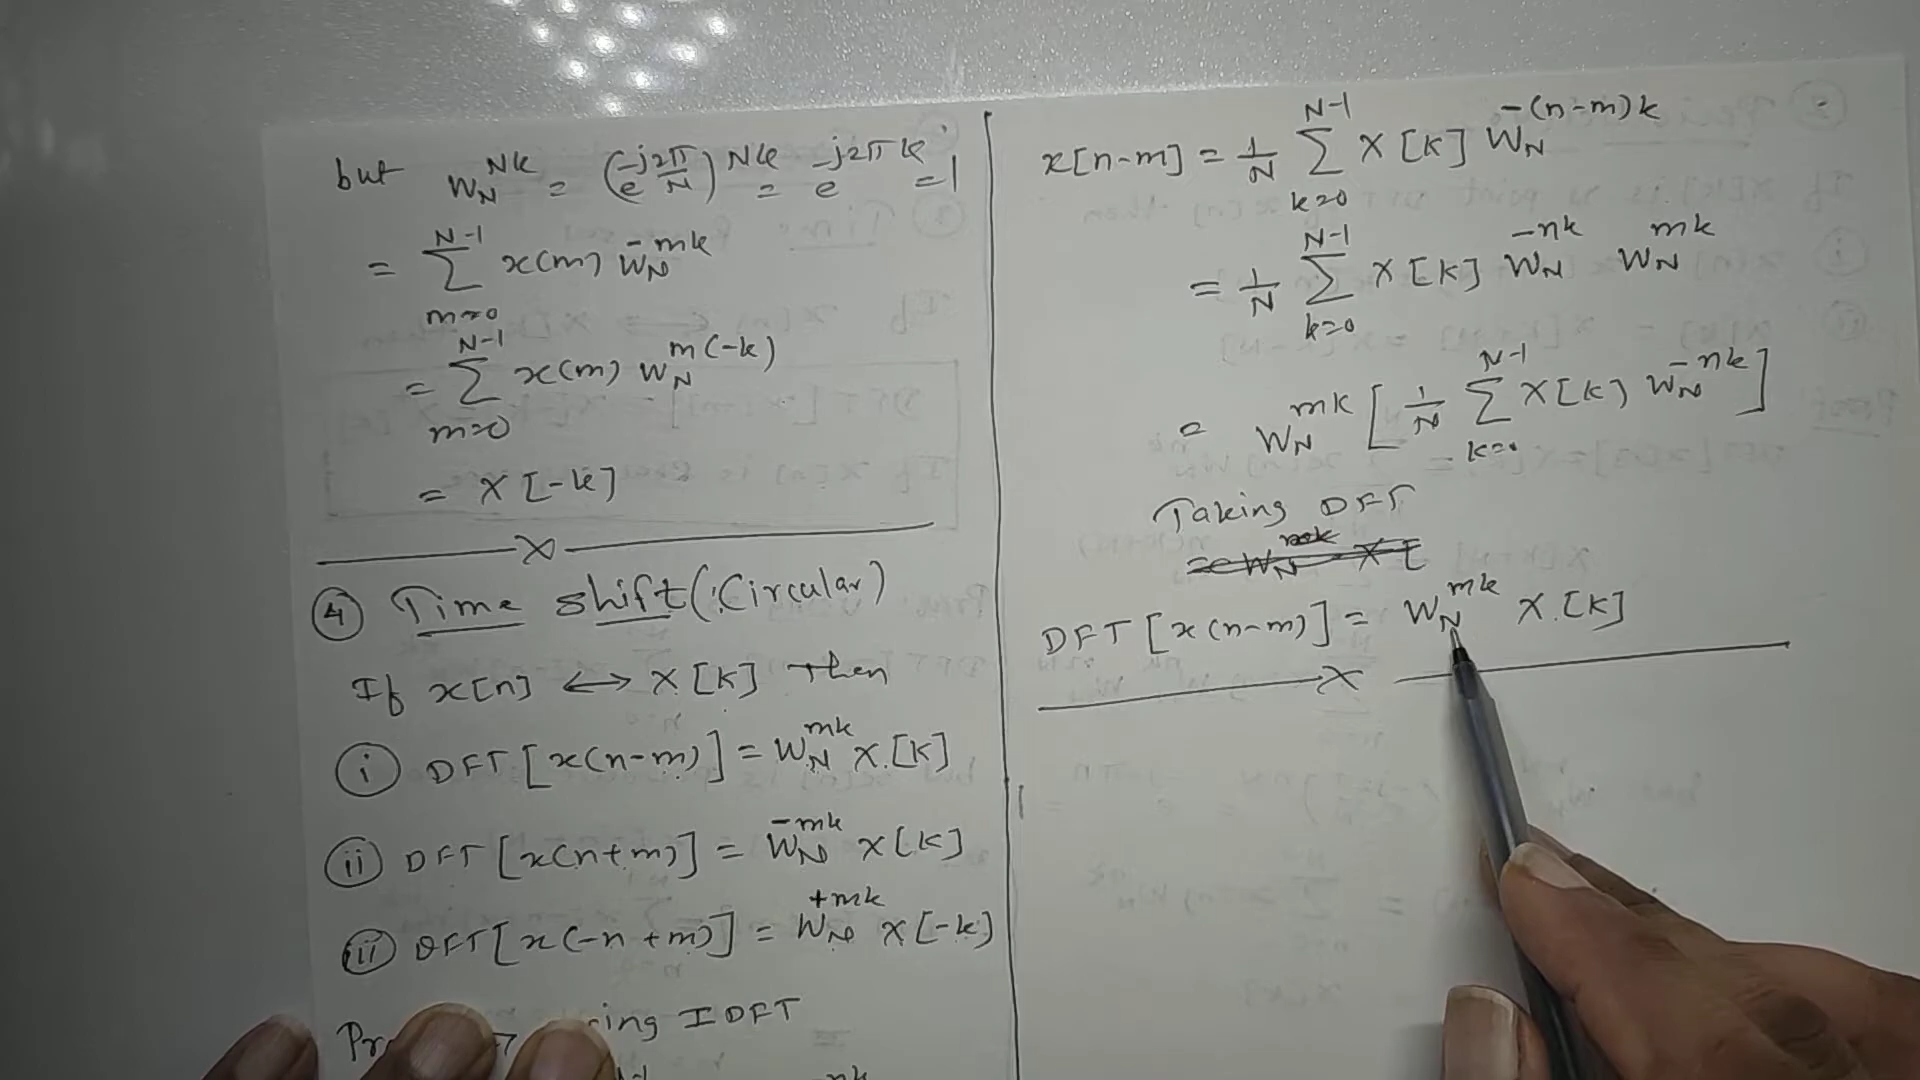 but W_N^{Nk} = (e^{-j2π/N})^{Nk} = e^{-j2πk} = 1
= Σ_{m=0}^{N-1} x(m) W_N^{-mk}
= Σ_{m=0}^{N-1} x(m) W_N^{m(-k)}
= X[-k]
X
④ Time shift (Circular)
If x[n] ↔ X[k] Then
ⓘ DFT[x(n-m)] = W_N^{mk} X.[k]
(ii) DFT[x(n+m)] = W_N^{-mk} X[k]
(iii) DFT[x(-n+m)] = W_N^{+mk} X[-k]
IDFT
x[n-m] = 1/N Σ_{k=0}^{N-1} X[k] W_N^{-(n-m)k}
= 1/N Σ_{k=0}^{N-1} X[k] W_N^{-nk} W_N^{mk}
= W_N^{mk} [1/N Σ_{k=0}^{N-1} X[k] W_N^{-nk}]
Taking DFT
DFT[x(n-m)] = W_N^{mk} X.[k]
X